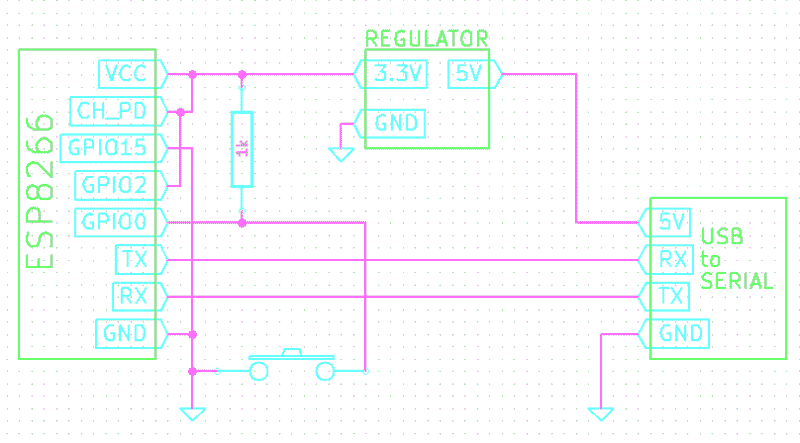 REGULATOR
VCC
3.3V
5V
CH_PD
GND
GPIO15
1k
GPIO2
ESP8266
GPIO0
5V
USB
to
SERIAL
TX
RX
RX
TX
GND
GND